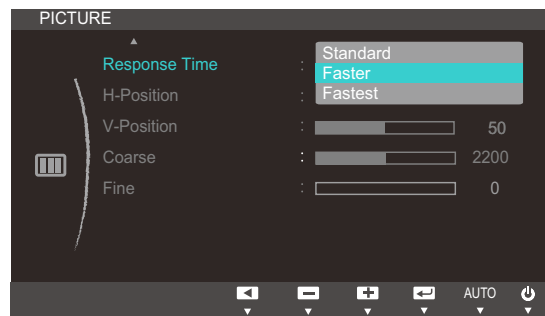 PICTURE
Response Time : Standard
Faster
Fastest
H-Position :
V-Position : 50
Coarse : 2200
Fine : 0
AUTO